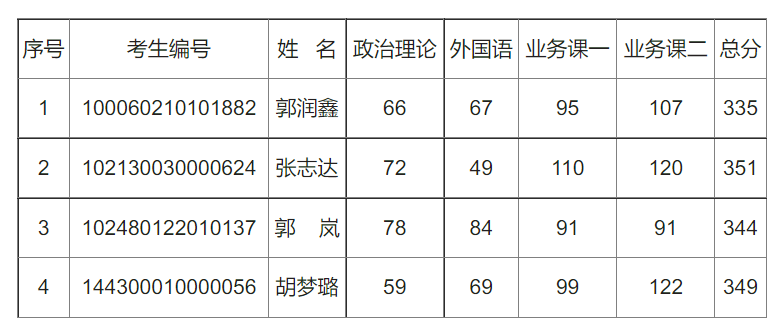 序号 考生编号 姓 名 政治理论 外国语 业务课一 业务课二 总分
1 100060210101882 郭润鑫 66 67 95 107 335
2 102130030000624 张志达 72 49 110 120 351
3 102480122010137 郭 岚 78 84 91 91 344
4 144300010000056 胡梦璐 59 69 99 122 349